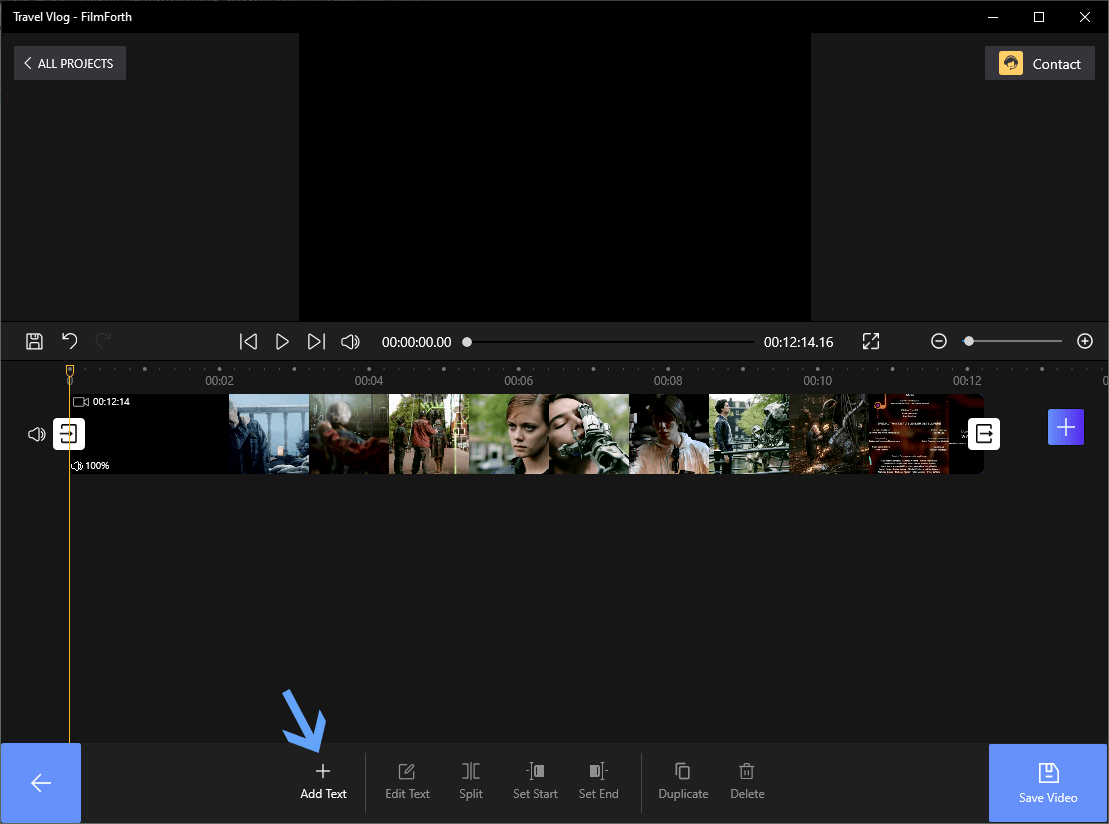 Travel Vlog - FilmForth
ALL PROJECTS
Contact
00:00:00.00
00:12:14.16
0
00:02
00:04
00:06
00:08
00:10
00:12
0
00:12:14
100%
Add Text
Edit Text
Split
Set Start
Set End
Duplicate
Delete
Save Video